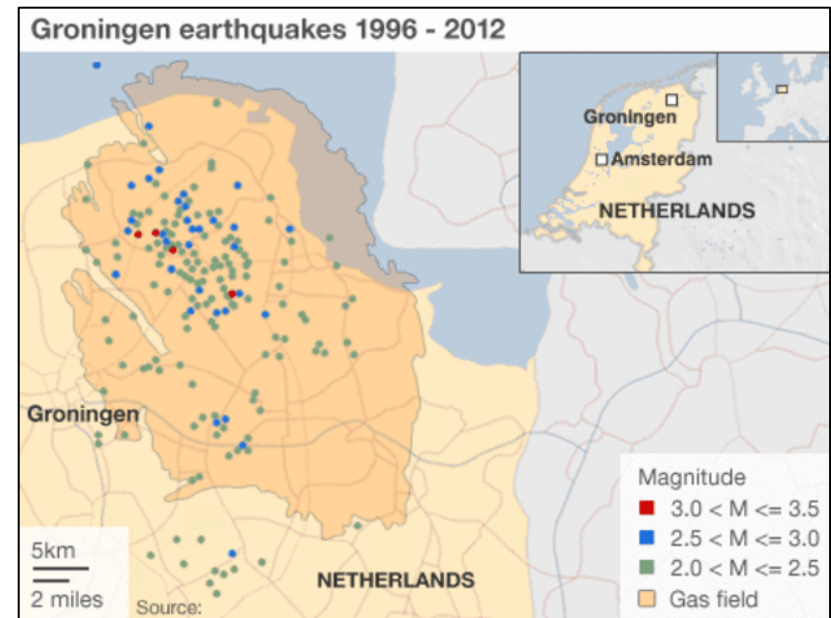 Groningen earthquakes 1996 - 2012
Groningen
Amsterdam
NETHERLANDS
Groningen
Magnitude
3.0 < M <= 3.5
2.5 < M <= 3.0
2.0 < M <= 2.5
Gas field
5km
2 miles
Source:
NETHERLANDS